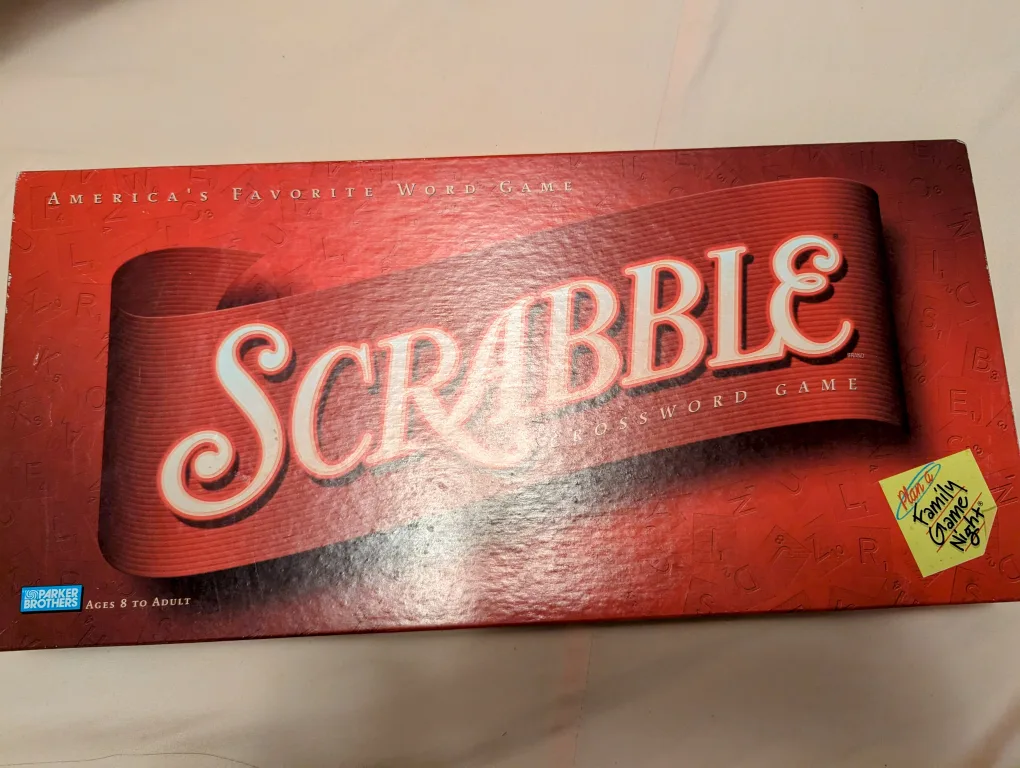 AMERICA'S FAVORITE WORD GAME
SCRABBLE
CROSSWORD GAME
Plan a
Family
Game
Night®
PARKER
BROTHERS
AGES 8 TO ADULT